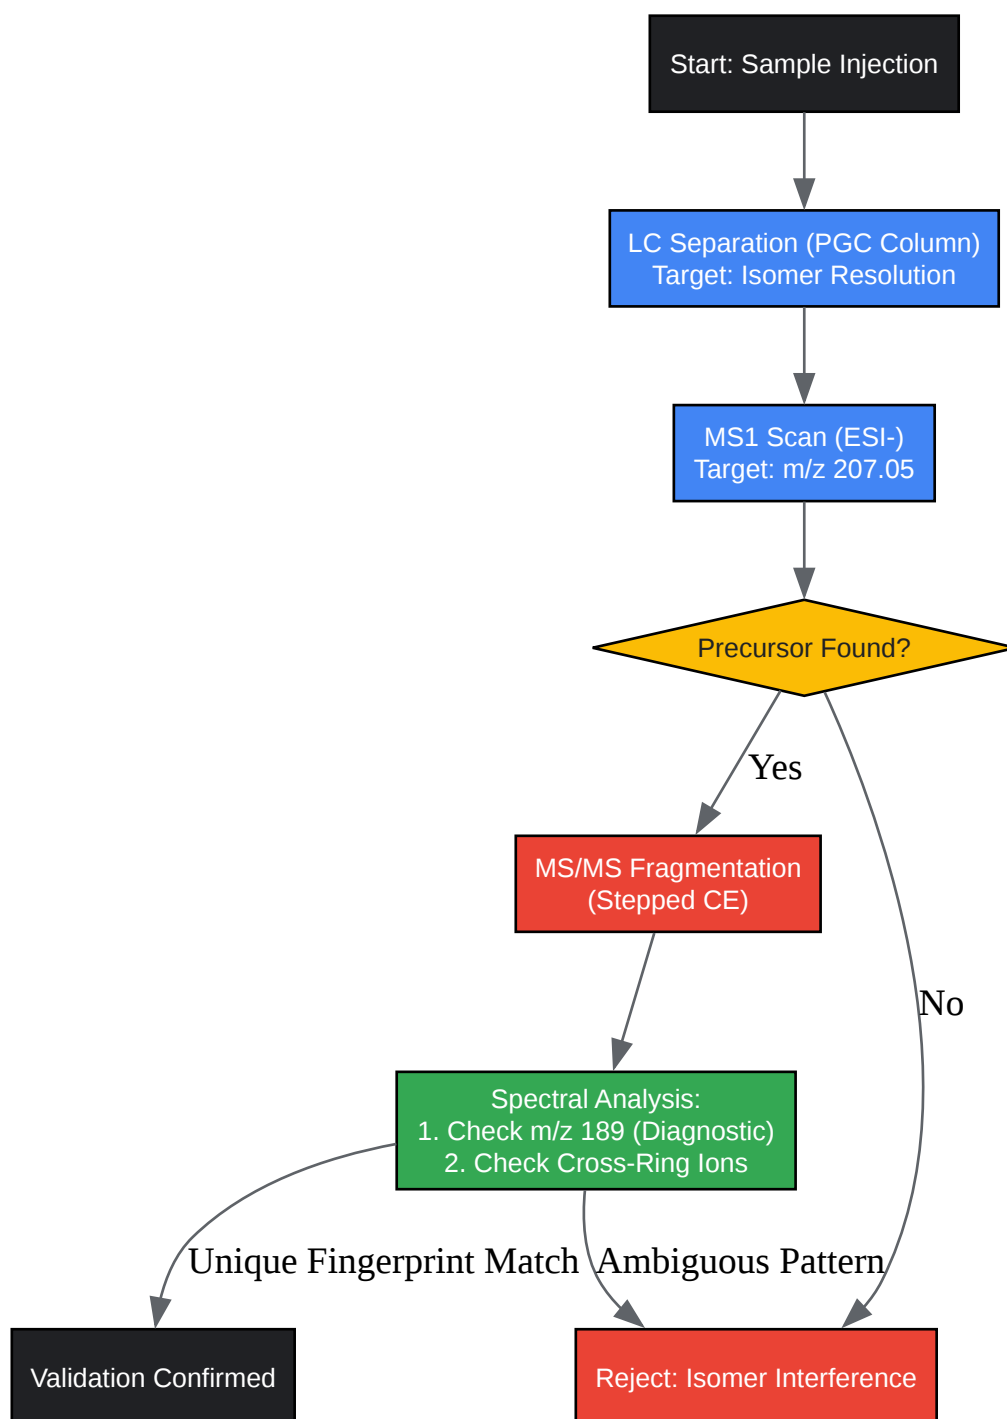 Start: Sample Injection
LC Separation (PGC Column)
Target: Isomer Resolution
MS1 Scan (ESI-)
Target: m/z 207.05
Precursor Found?
Yes
MS/MS Fragmentation
(Stepped CE)
No
Spectral Analysis:
1. Check m/z 189 (Diagnostic)
2. Check Cross-Ring Ions
Unique Fingerprint Match
Ambiguous Pattern
Validation Confirmed
Reject: Isomer Interference